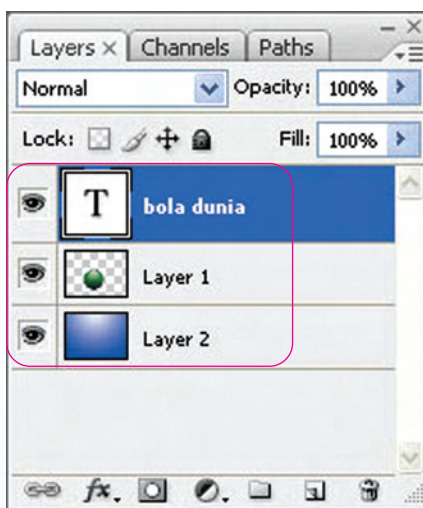 Layers × Channels Paths
Normal Opacity: 100%
Lock: Fill: 100%
T bola dunia
Layer 1
Layer 2
fx.